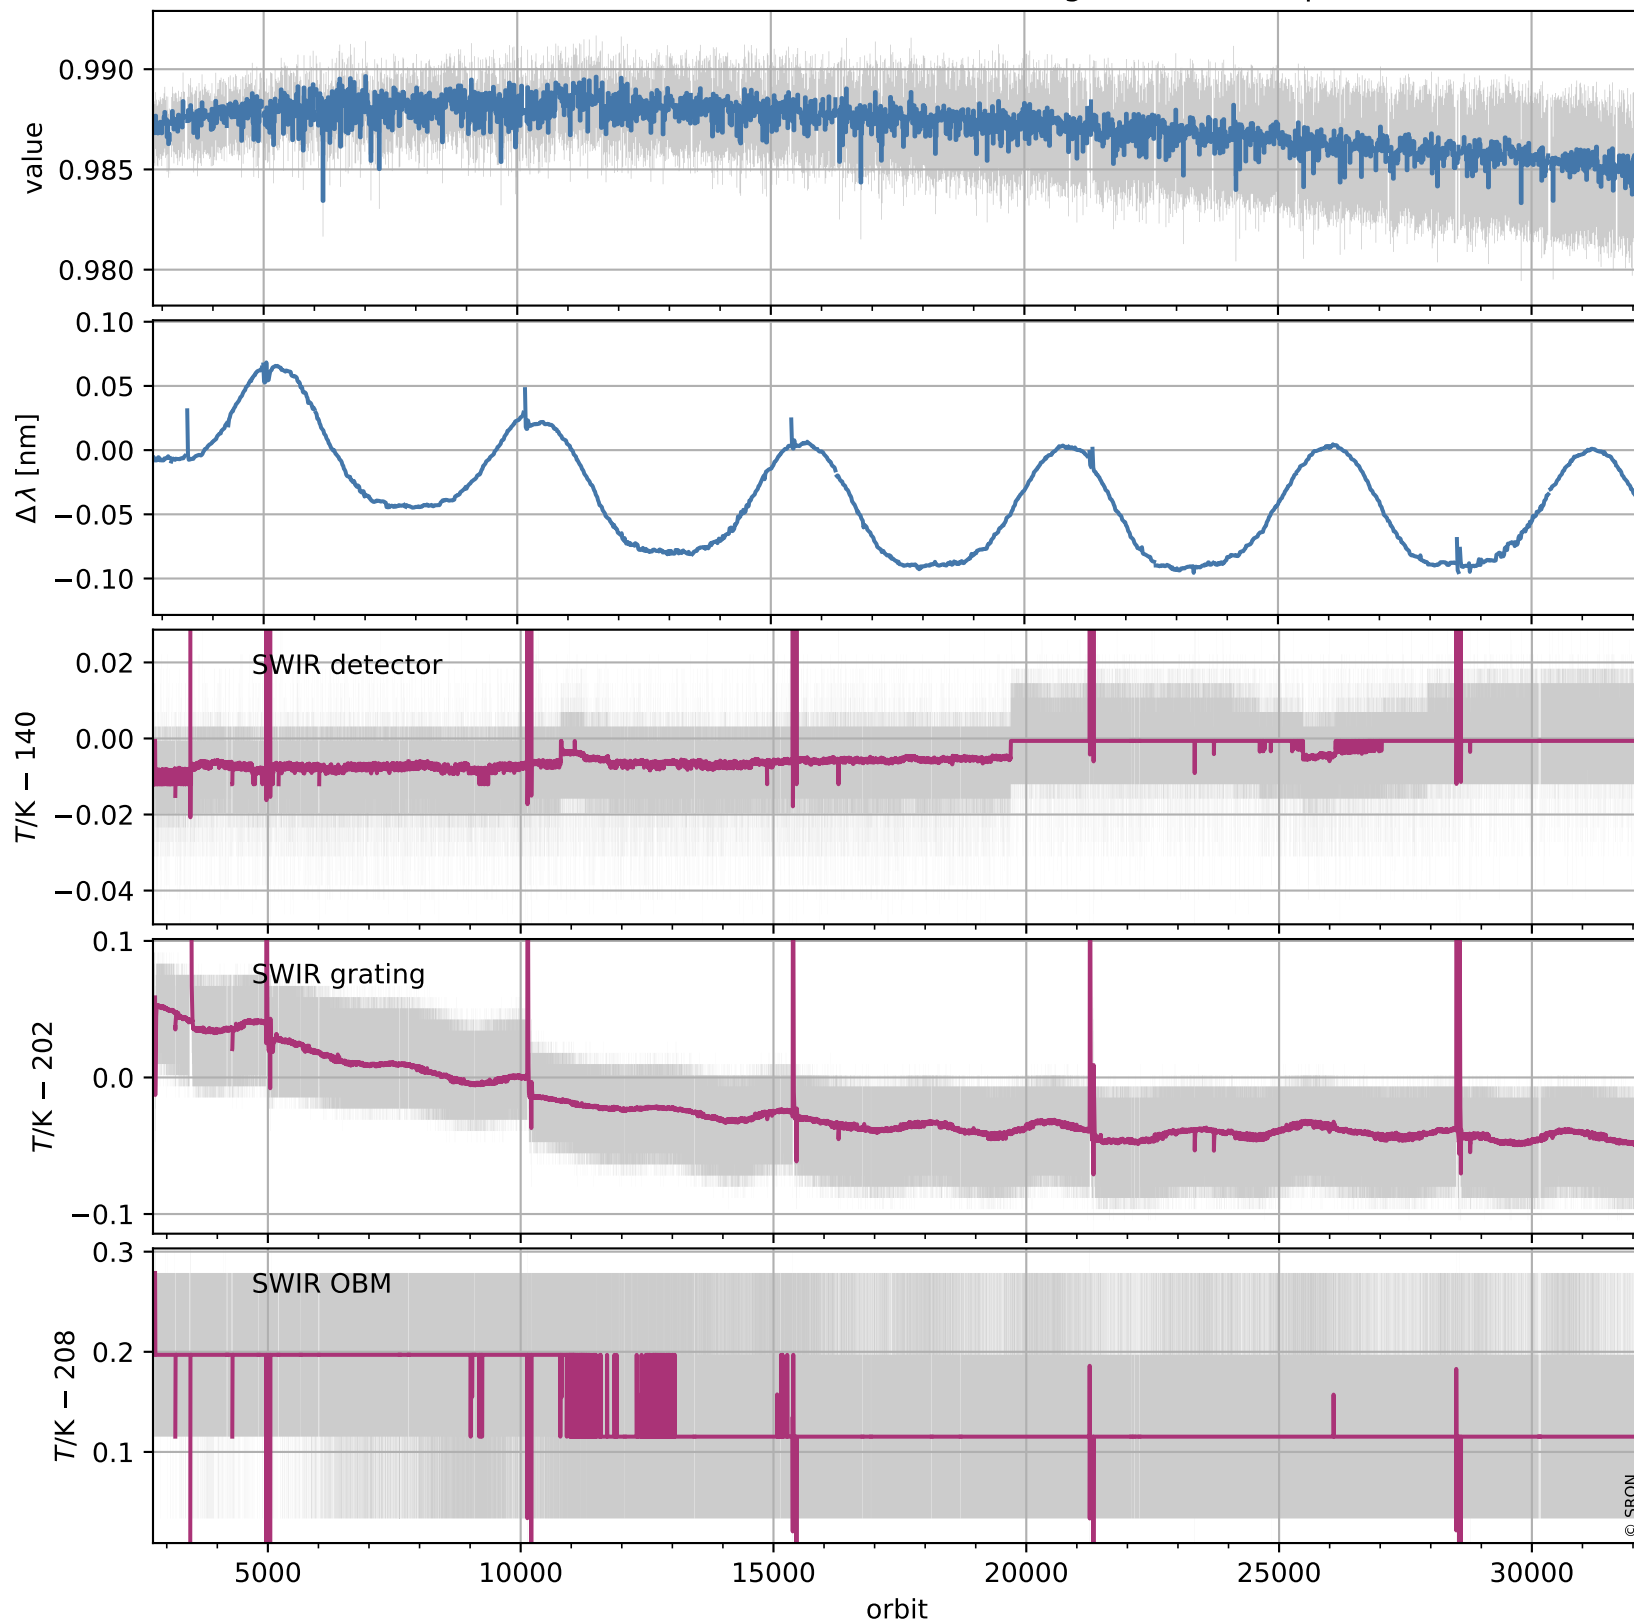 0.990
0.985
0.980
value
0.10
0.05
0.00
−0.05
−0.10
Δλ [nm]
SWIR detector
0.02
0.00
−0.02
−0.04
T/K − 140
SWIR grating
0.1
0.0
−0.1
T/K − 202
SWIR OBM
0.3
0.2
0.1
T/K − 208
© SRON
5000 10000 15000 20000 25000 30000
orbit